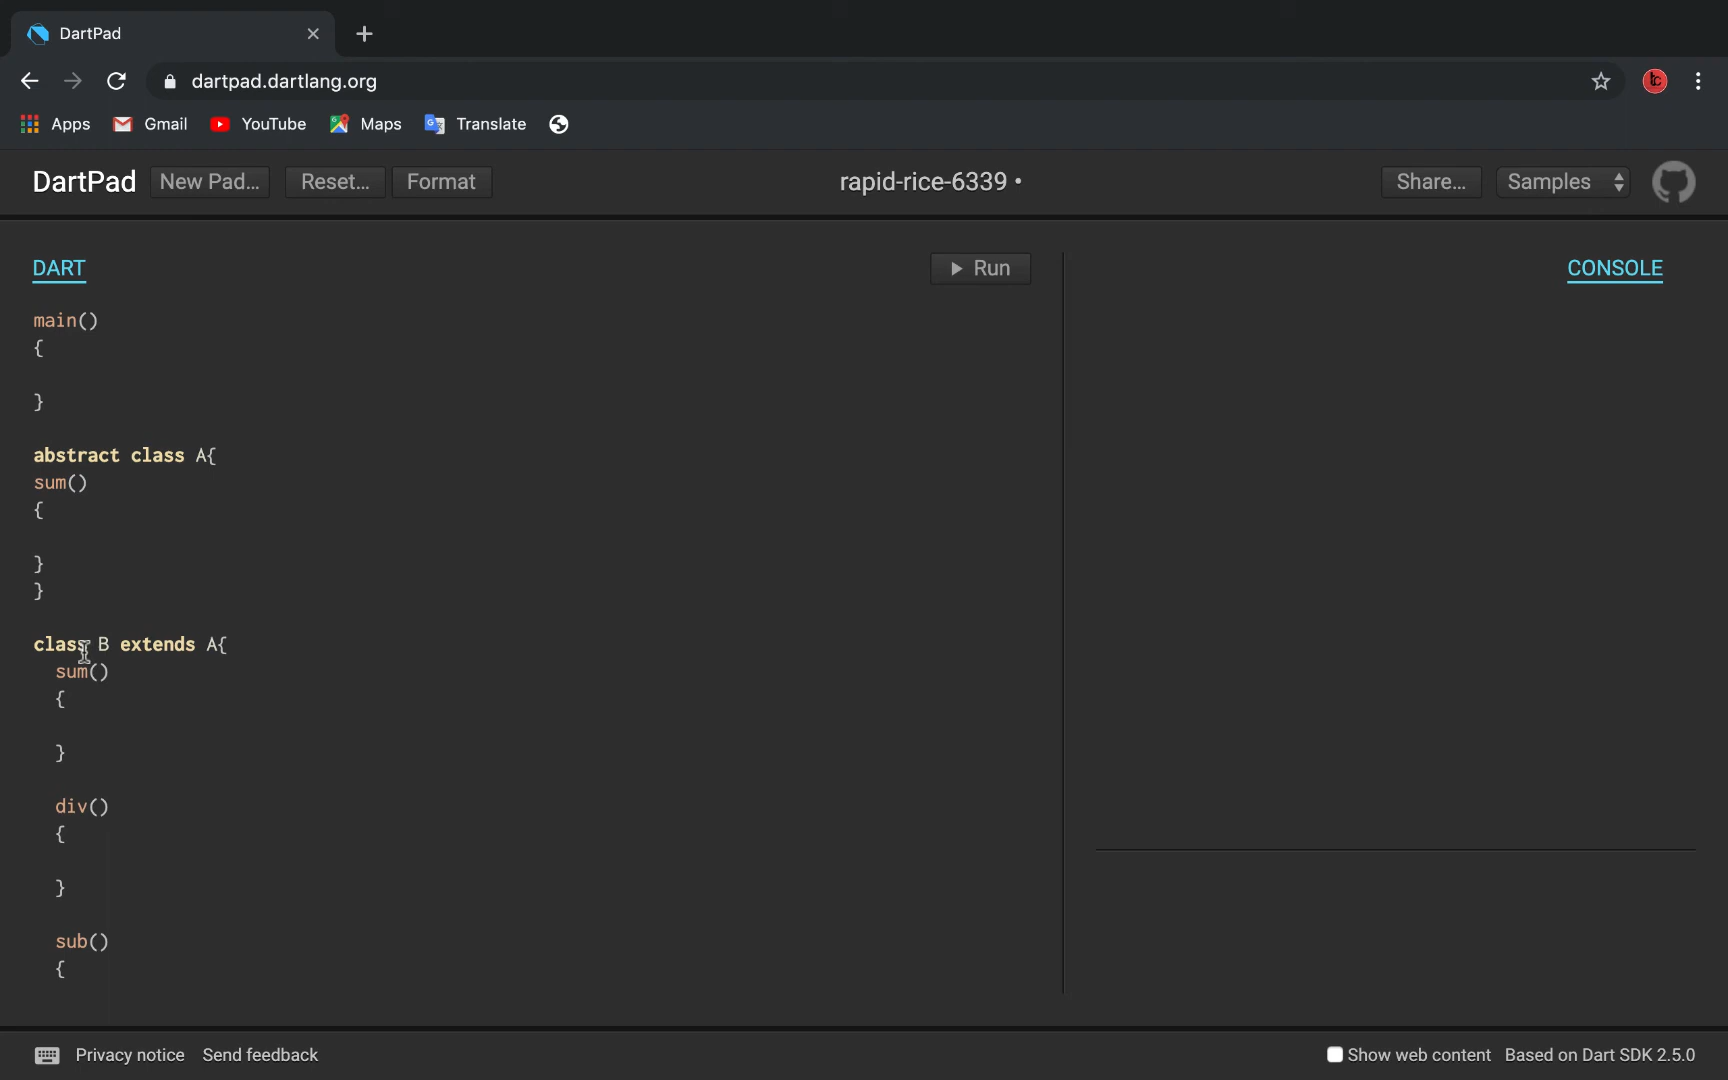 DartPad
dartpad.dartlang.org
Apps Gmail YouTube Maps Translate
DartPad New Pad... Reset... Format rapid-rice-6339 • Share... Samples
DART Run CONSOLE
main()
{
}
abstract class A{
sum()
{
}
}
class B extends A{
sum()
{
}
div()
{
}
sub()
{
Privacy notice Send feedback Show web content Based on Dart SDK 2.5.0